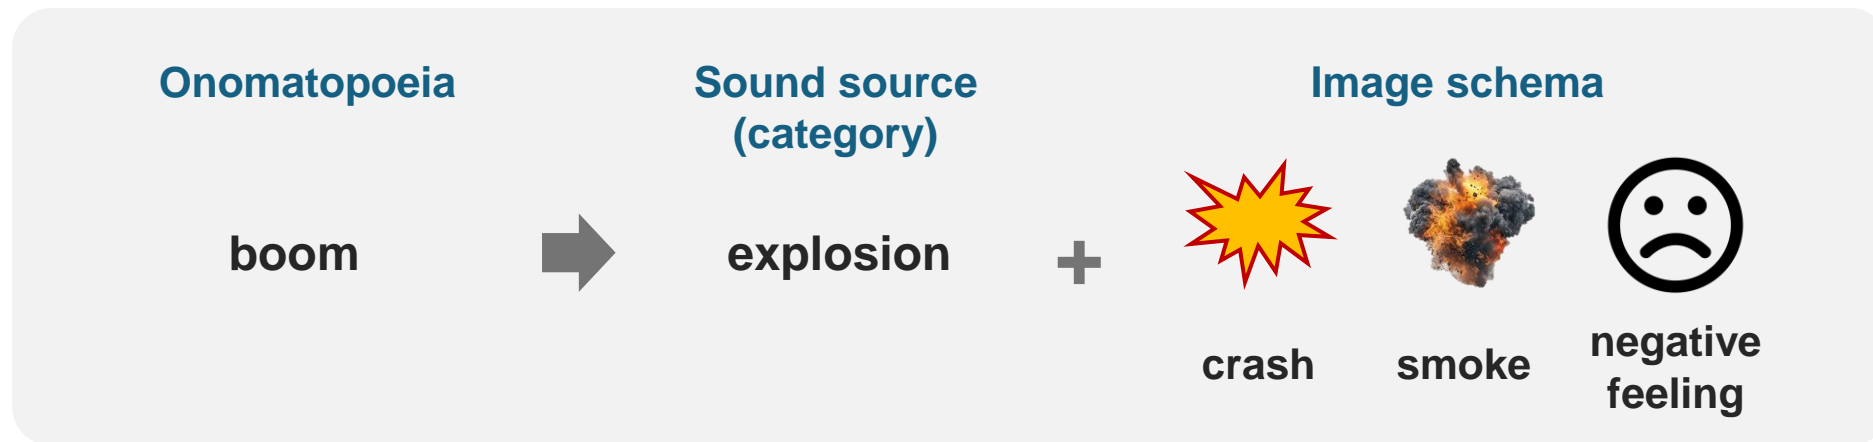 Onomatopoeia
Sound source
(category)
Image schema
boom
explosion
+
crash
smoke
negative
feeling